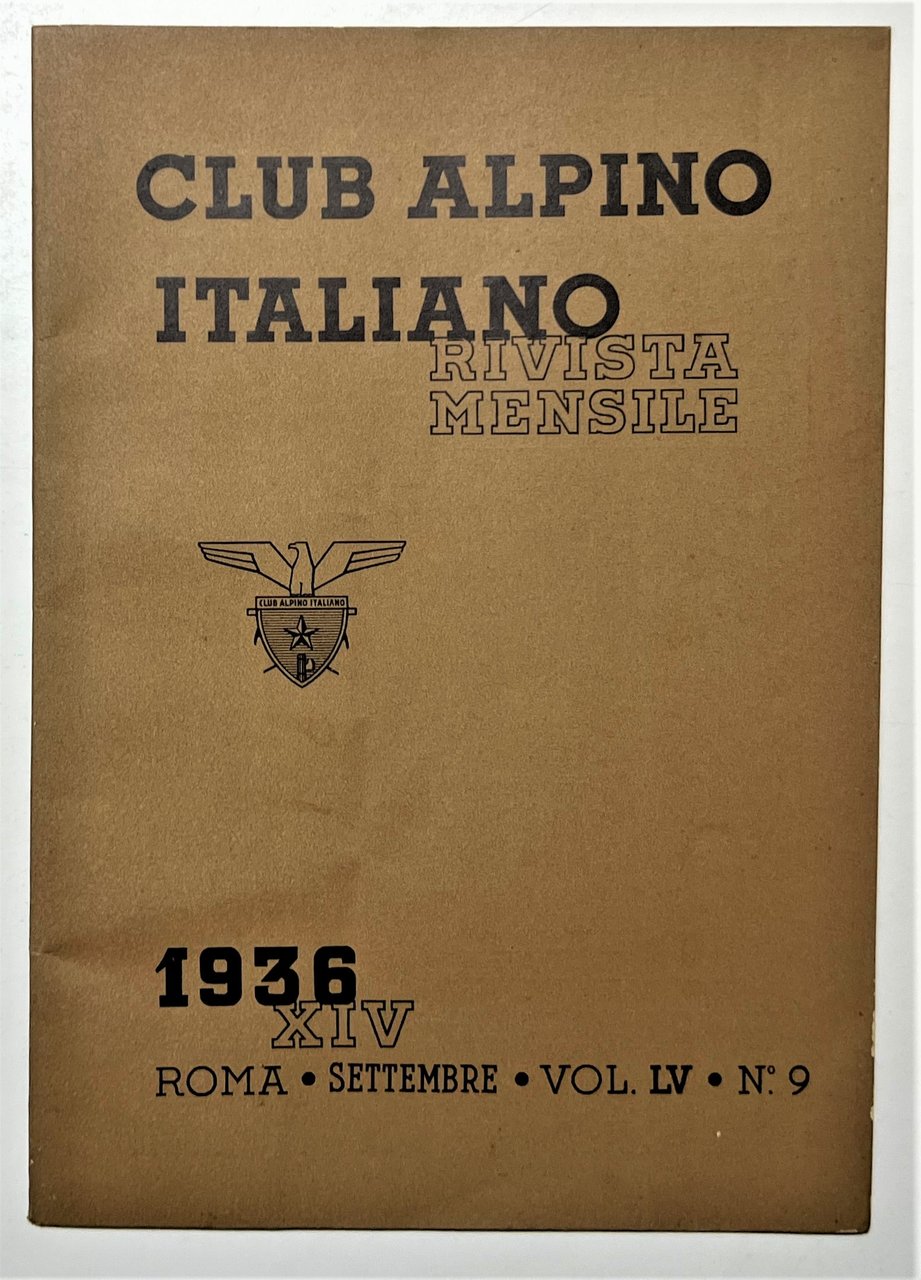 CLUB ALPINO
ITALIANO
RIVISTA
MENSILE
CLUB ALPINO ITALIANO
1936
XIV
ROMA • SETTEMBRE • VOL. LV • N.º 9